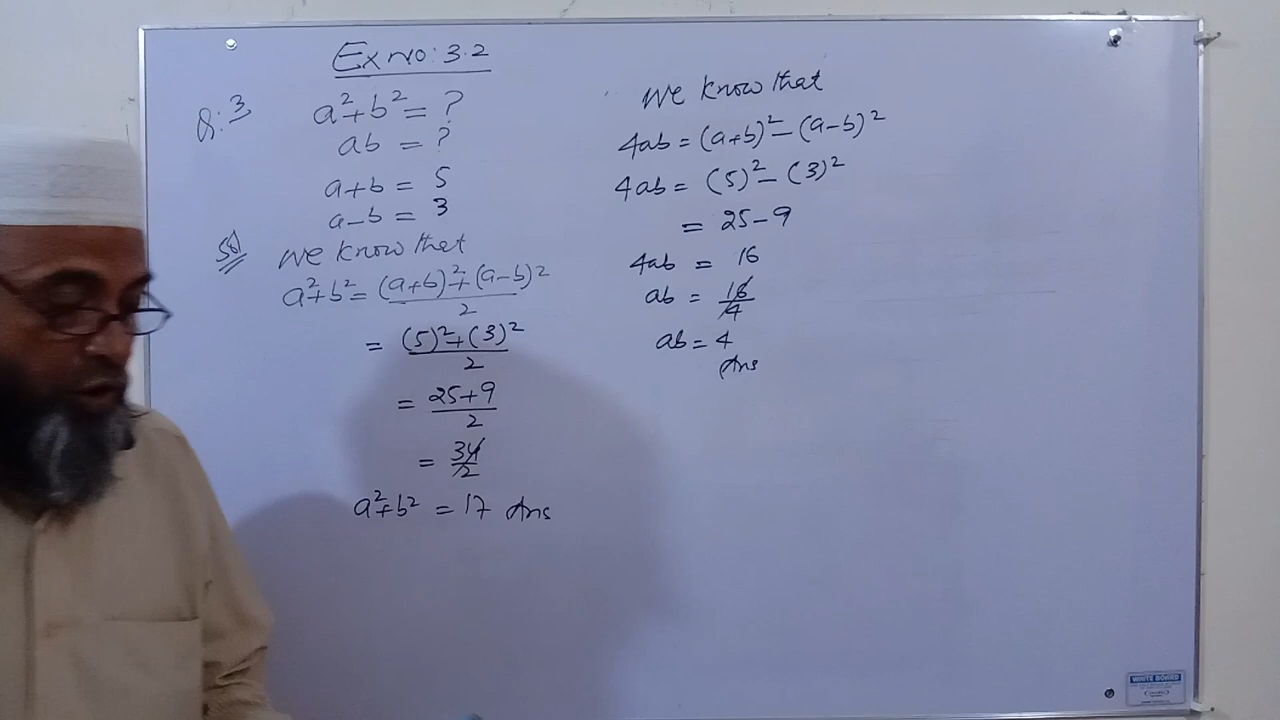 Ex NO: 3.2
Q: 3
a²+b² = ?
ab = ?
a+b = 5
a-b = 3
Sol
We know that
a²+b² = (a+b)²+(a-b)²/2
= (5)²+(3)²/2
= 25+9/2
= 34/2
a²+b² = 17 Ans
We know that
4ab = (a+b)²-(a-b)²
4ab = (5)²-(3)²
= 25-9
4ab = 16
ab = 16/4
ab = 4
Ans
WHITE BOARD